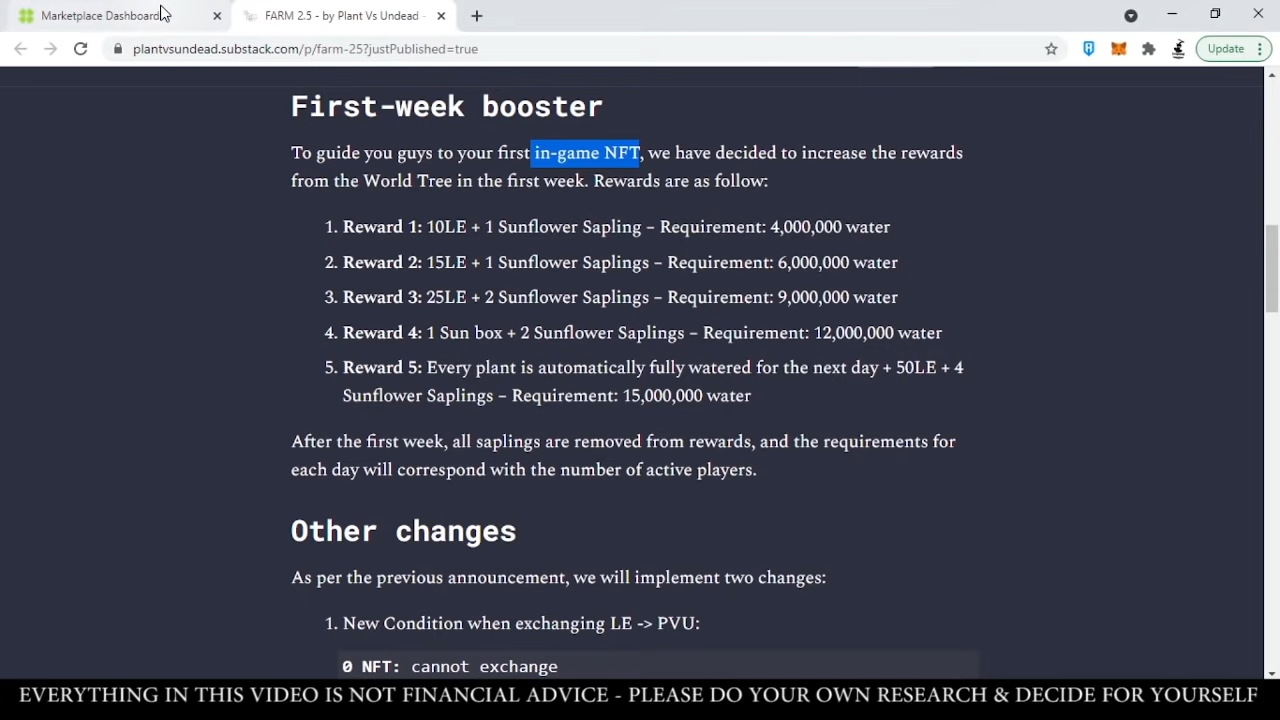 Marketplace Dashboard
FARM 2.5 - by Plant Vs Undead -
plantvsundead.substack.com/p/farm-25?justPublished=true
Update
First-week booster
To guide you guys to your first in-game NFT, we have decided to increase the rewards
from the World Tree in the first week. Rewards are as follow:
1. Reward 1: 10LE + 1 Sunflower Sapling – Requirement: 4,000,000 water
2. Reward 2: 15LE + 1 Sunflower Saplings – Requirement: 6,000,000 water
3. Reward 3: 25LE + 2 Sunflower Saplings – Requirement: 9,000,000 water
4. Reward 4: 1 Sun box + 2 Sunflower Saplings – Requirement: 12,000,000 water
5. Reward 5: Every plant is automatically fully watered for the next day + 50LE + 4
Sunflower Saplings – Requirement: 15,000,000 water
After the first week, all saplings are removed from rewards, and the requirements for
each day will correspond with the number of active players.
Other changes
As per the previous announcement, we will implement two changes:
1. New Condition when exchanging LE -> PVU:
0 NFT: cannot exchange
EVERYTHING IN THIS VIDEO IS NOT FINANCIAL ADVICE - PLEASE DO YOUR OWN RESEARCH & DECIDE FOR YOURSELF